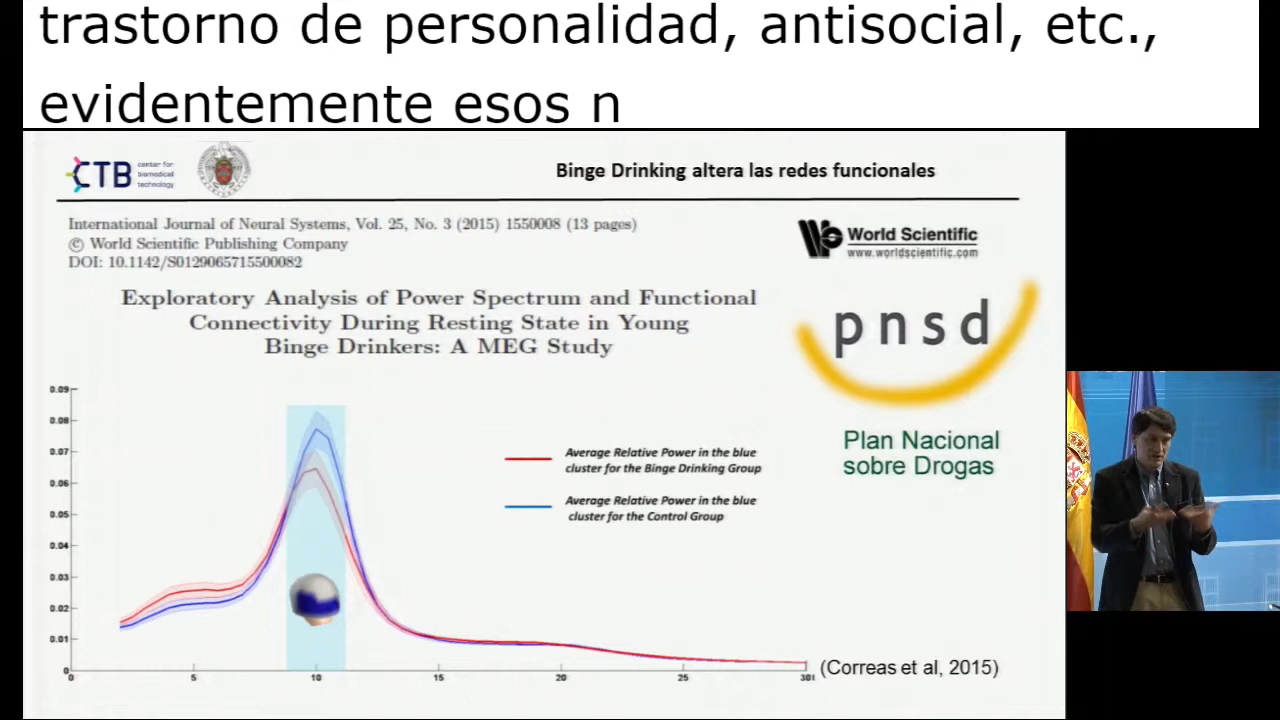 trastorno de personalidad, antisocial, etc.,
evidentemente esos n
CTB center for biomedical technology
Binge Drinking altera las redes funcionales
International Journal of Neural Systems, Vol. 25, No. 3 (2015) 1550008 (13 pages)
© World Scientific Publishing Company
DOI: 10.1142/S0129065715500082
World Scientific
www.worldscientific.com
Exploratory Analysis of Power Spectrum and Functional
Connectivity During Resting State in Young
Binge Drinkers: A MEG Study
pnsd
Plan Nacional
sobre Drogas
0.09
0.08
0.07
0.06
0.05
0.04
0.03
0.02
0.01
0
Average Relative Power in the blue
cluster for the Binge Drinking Group
Average Relative Power in the blue
cluster for the Control Group
0 5 10 15 20 25 30
(Correas et al, 2015)